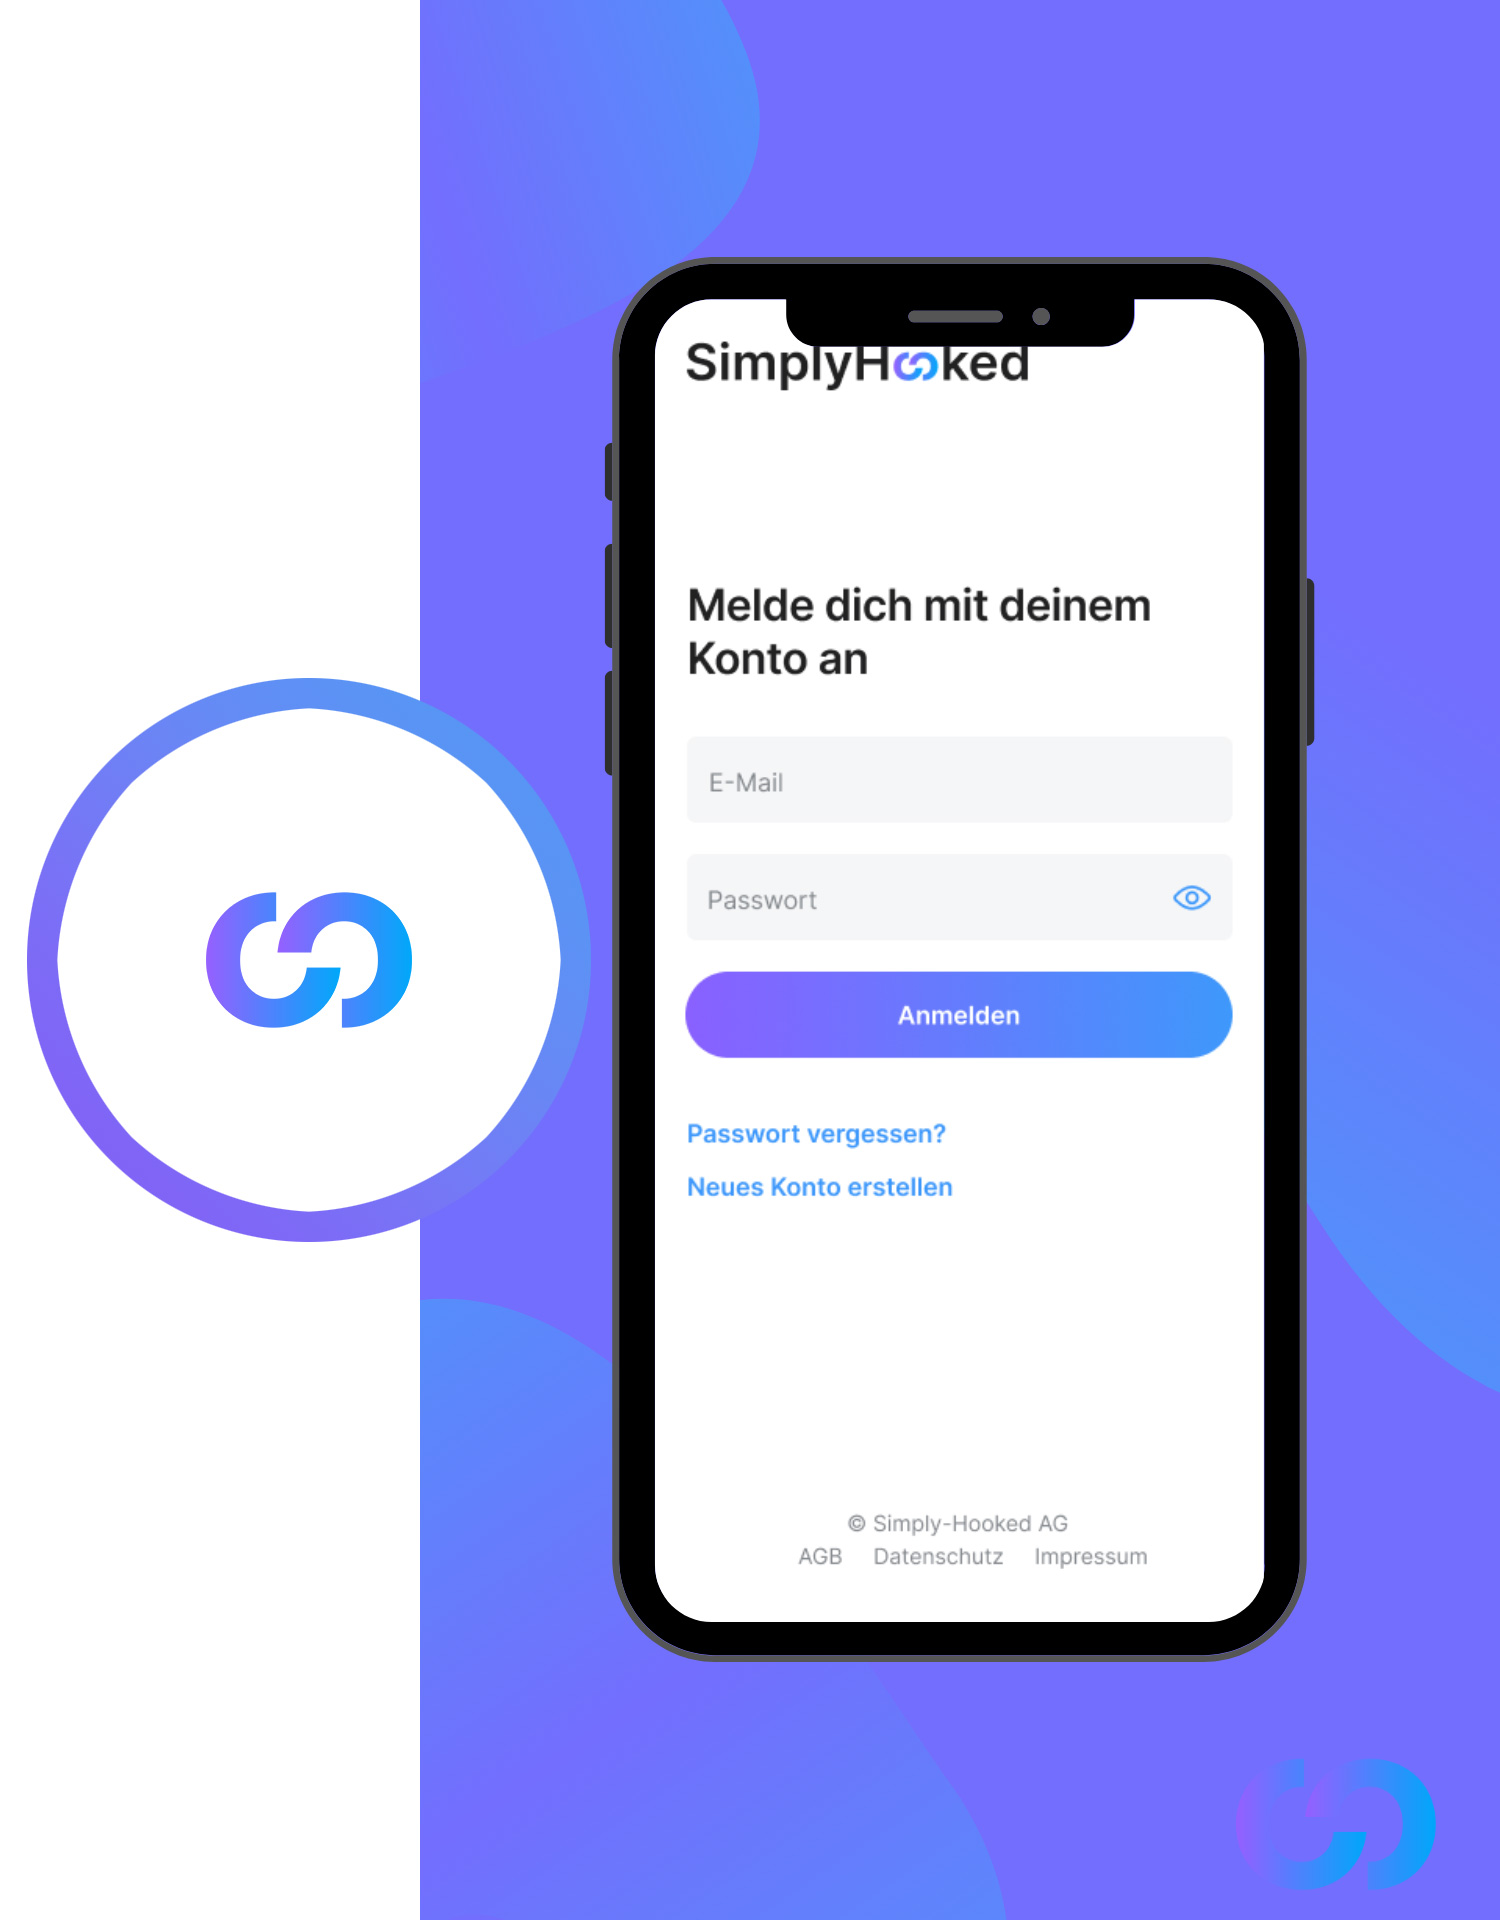 SimplyHooked
Melde dich mit deinem
Konto an
E-Mail
Passwort
Anmelden
Passwort vergessen?
Neues Konto erstellen
© Simply-Hooked AG
AGB Datenschutz Impressum